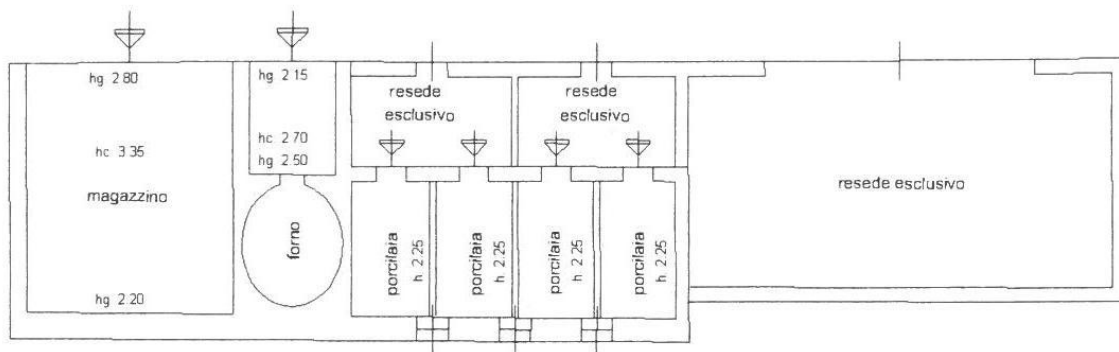 hg 2.80
hc 3.35
magazzino
hg 2.20
hg 2.15
hc 2.70
hg 2.50
forno
resede
esclusivo
resede
esclusivo
porcilaia
h 2.25
porcilaia
h 2.25
porcilaia
h 2.25
porcilaia
h 2.25
resede esclusivo